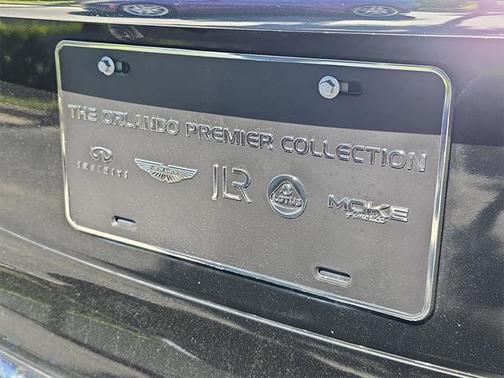 THE ORLANDO PREMIER COLLECTION
INFINITI JLR LOTUS MOKE
America